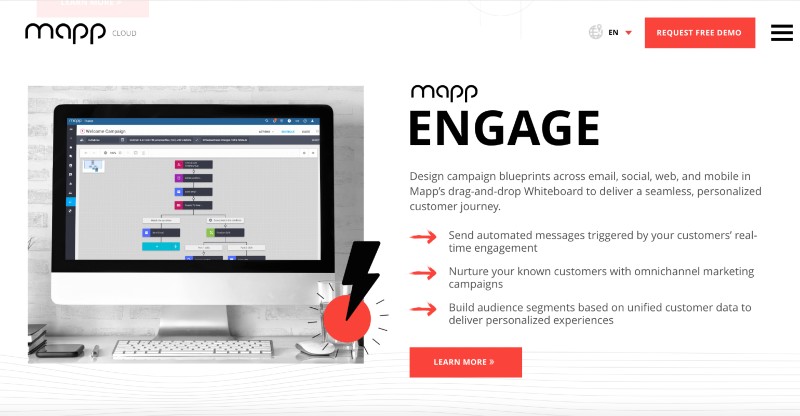 LEARN MORE »
mapp CLOUD
EN
REQUEST FREE DEMO
mapp
ENGAGE
Welcome Campaign
Design campaign blueprints across email, social, web, and mobile in
Mapp's drag-and-drop Whiteboard to deliver a seamless, personalized
customer journey.
Send automated messages triggered by your customers' real-
time engagement
Nurture your known customers with omnichannel marketing
campaigns
Build audience segments based on unified customer data to
deliver personalized experiences
LEARN MORE »